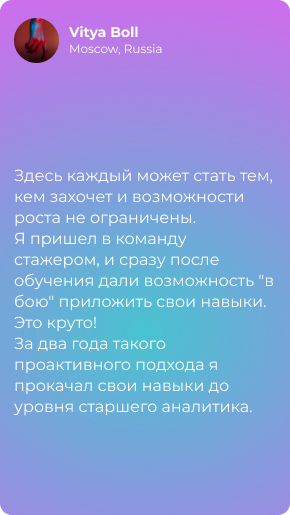 Vitya Boll
Moscow, Russia
Здесь каждый может стать тем,
кем захочет и возможности
роста не ограничены.
Я пришел в команду
стажером, и сразу после
обучения дали возможность "в
бою" приложить свои навыки.
Это круто!
За два года такого
проактивного подхода я
прокачал свои навыки до
уровня старшего аналитика.